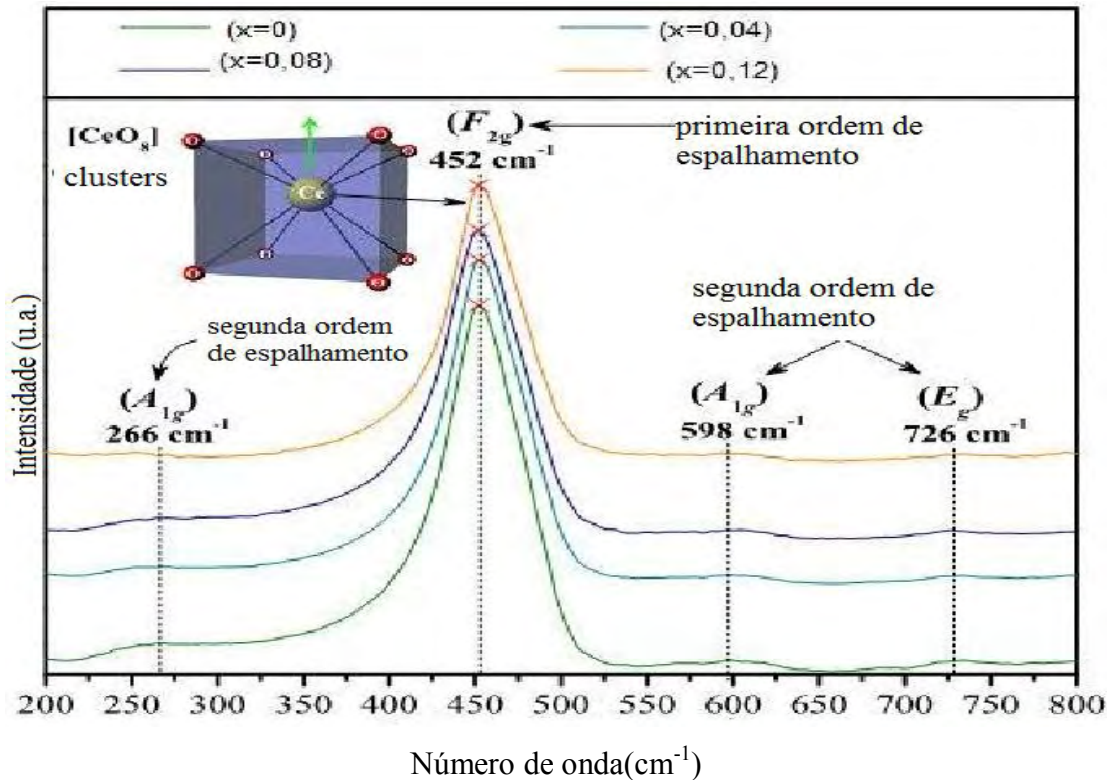 (x=0)
(x=0,04)
(x=0,08)
(x=0,12)
[CeO₈]
' clusters
Ce
O
O
O
O
(F₂g)
452 cm⁻¹
primeira ordem de
espalhamento
segunda ordem
de espalhamento
segunda ordem de
espalhamento
(A₁g)
266 cm⁻¹
(A₁g)
598 cm⁻¹
(Eg)
726 cm⁻¹
Intensidade (u.a.)
200 250 300 350 400 450 500 550 600 650 700 750 800
Número de onda(cm⁻¹)